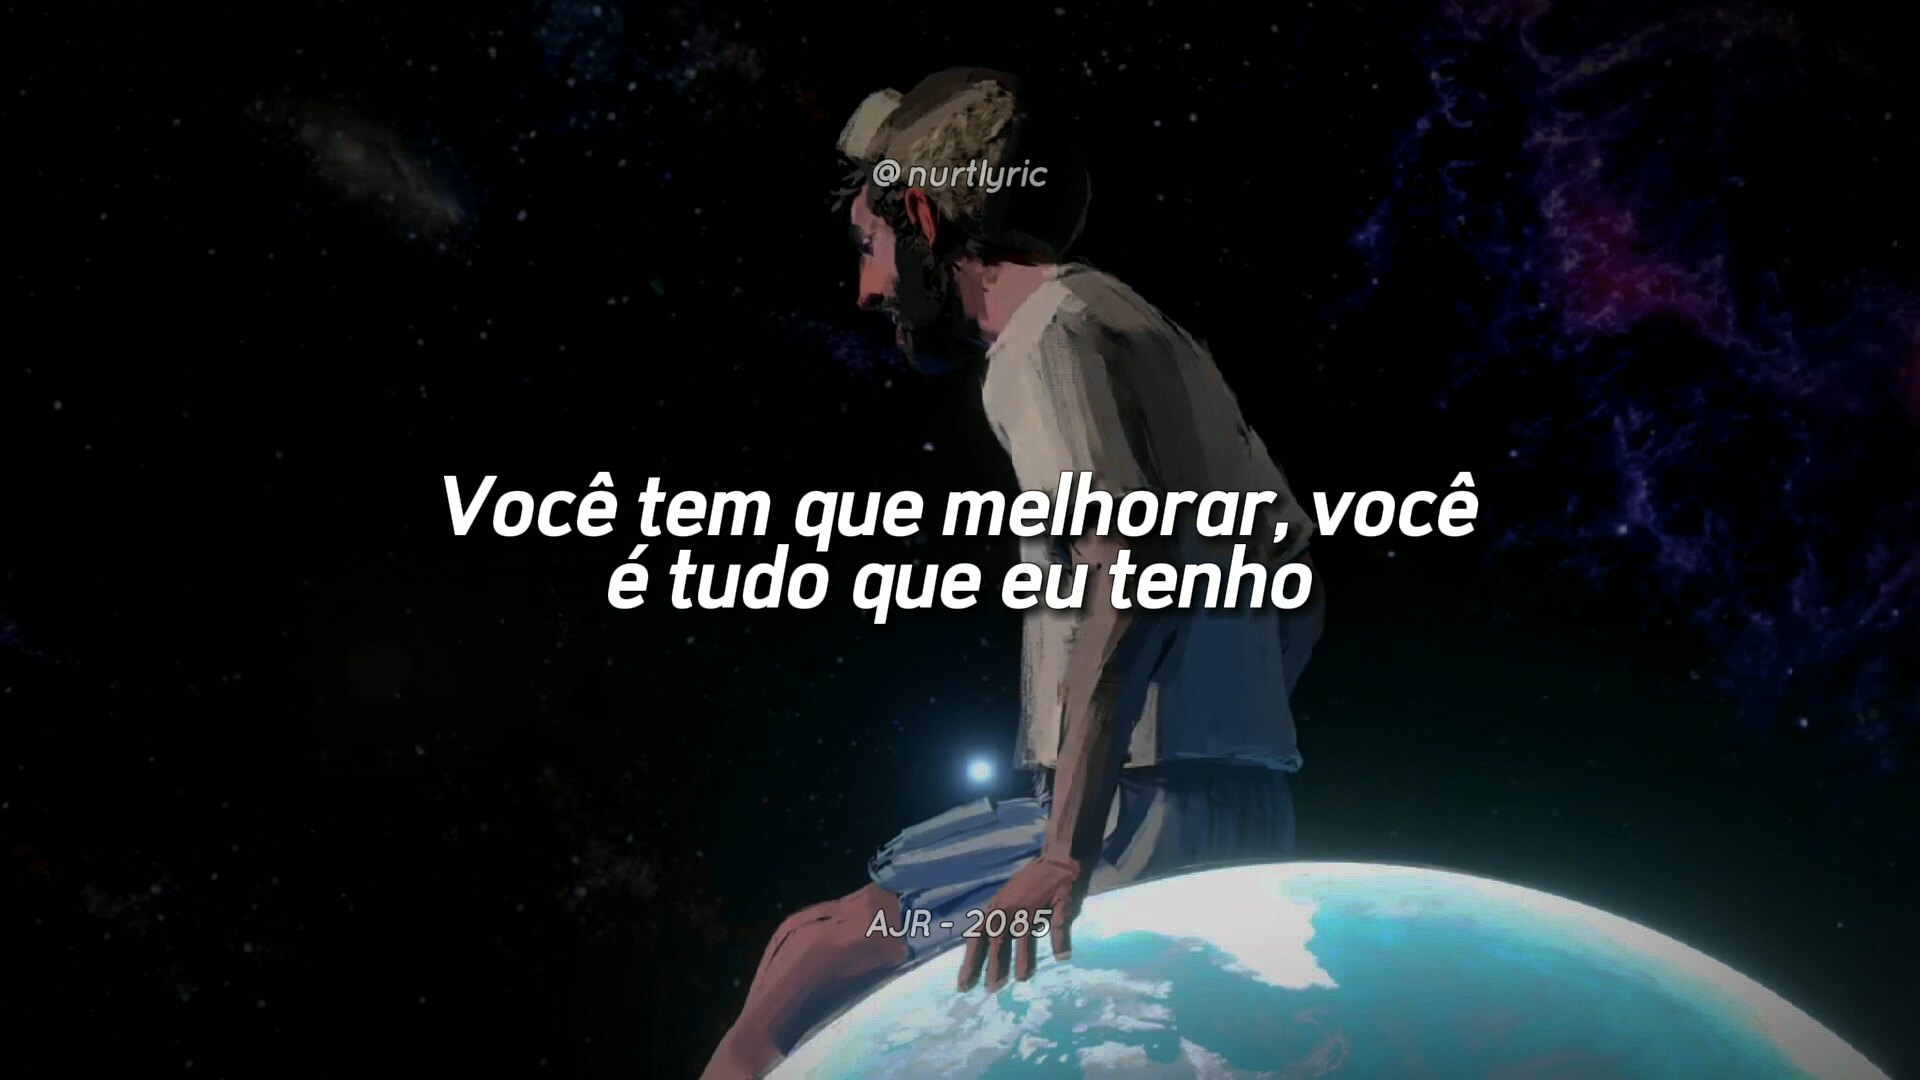 @nurtlyric
Você tem que melhorar, você
é tudo que eu tenho
AJR - 2085